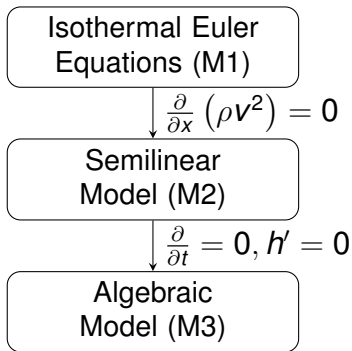 Isothermal Euler
Equations (M1)
∂/∂x (ρv²) = 0
Semilinear
Model (M2)
∂/∂t = 0, h′ = 0
Algebraic
Model (M3)